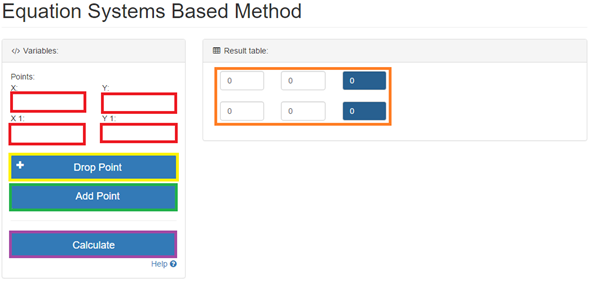 Equation Systems Based Method
</> Variables:
Points:
X:
Y:
X 1:
Y 1:
+ Drop Point
Add Point
Calculate
Help ?
Result table:
0 0 0
0 0 0